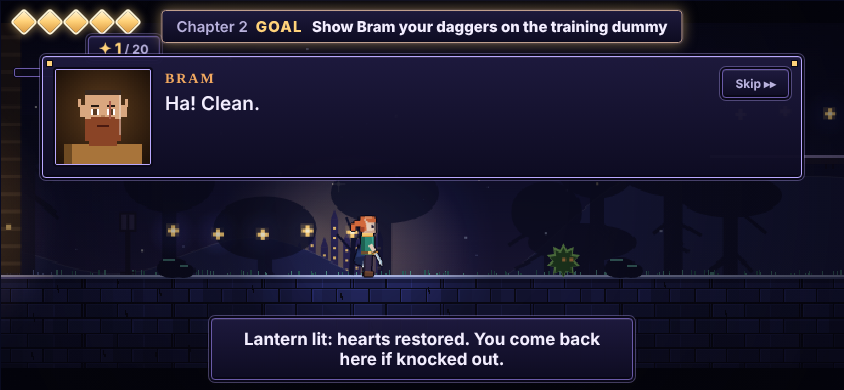 Chapter 2 GOAL Show Bram your daggers on the training dummy
1 / 20
BRAM
Ha! Clean.
Skip
Lantern lit: hearts restored. You come back
here if knocked out.